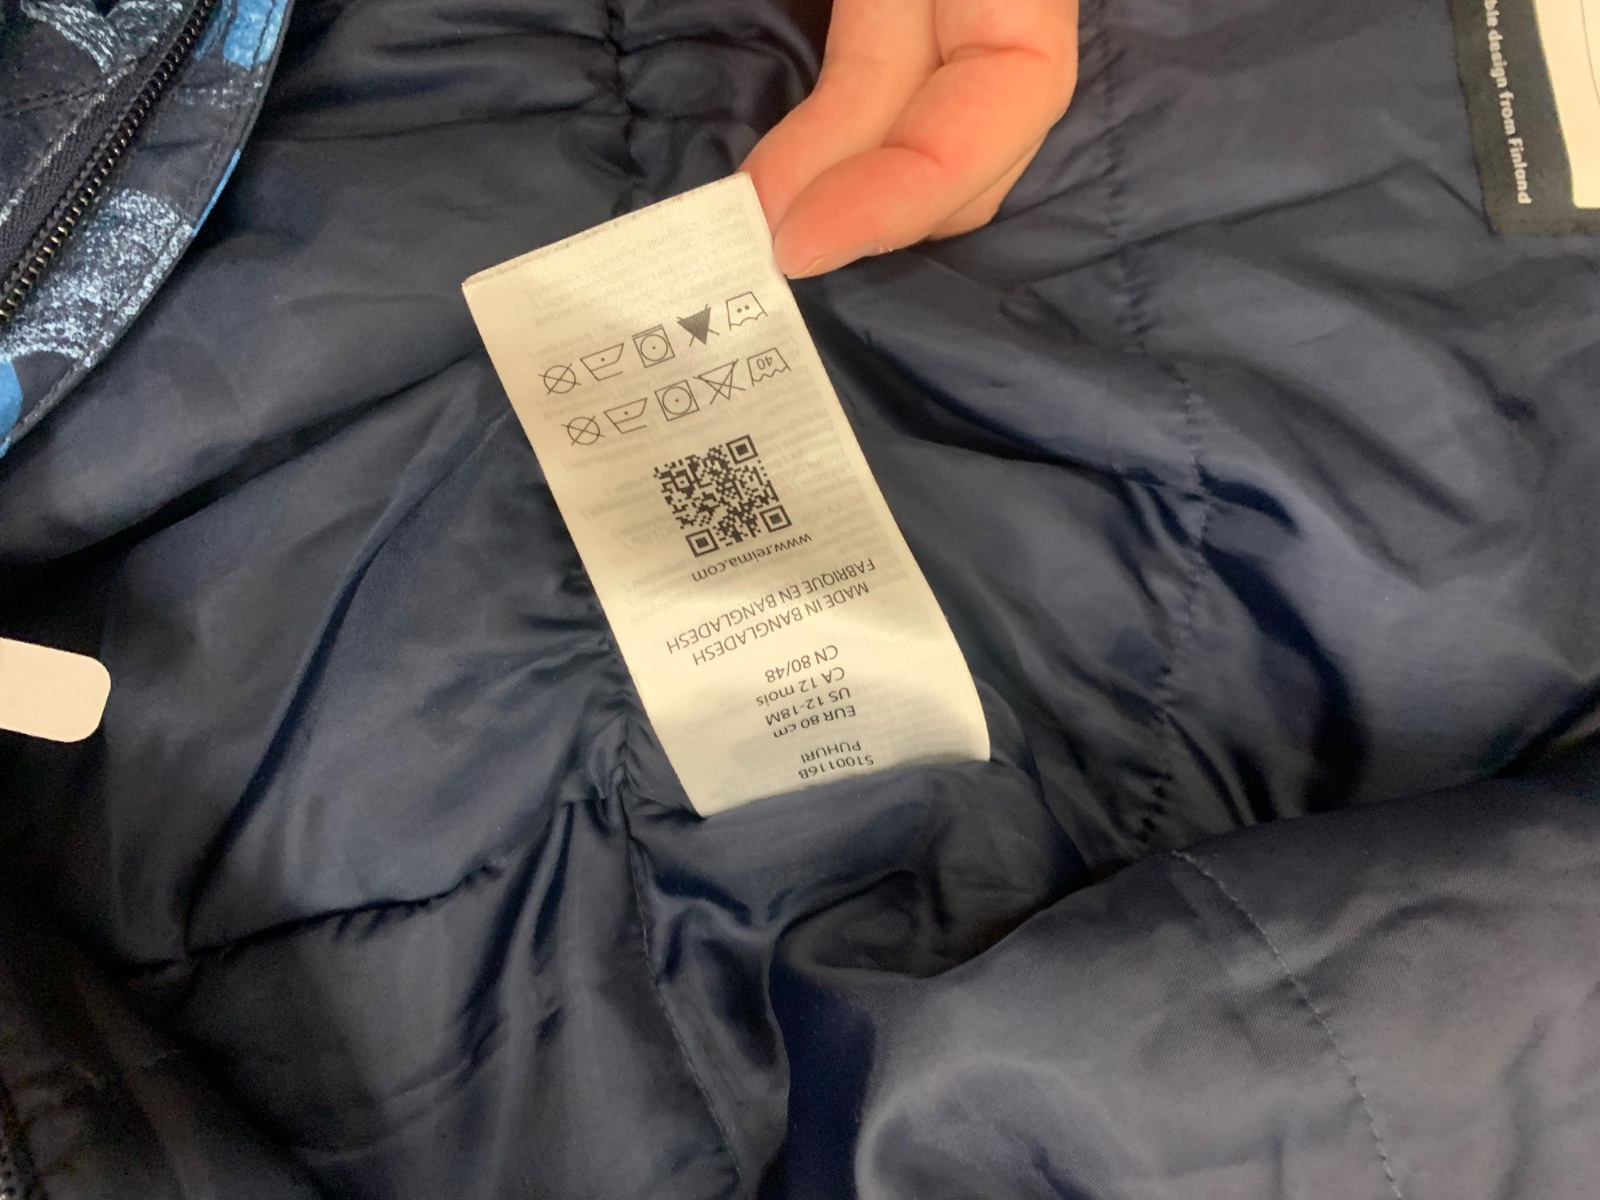 5100116B
PUHURI
EUR 80 cm
US 12-18M
CA 12 mois
CN 80/48
MADE IN BANGLADESH
FABRIQUE EN BANGLADESH
www.reima.com
40
design from Finland